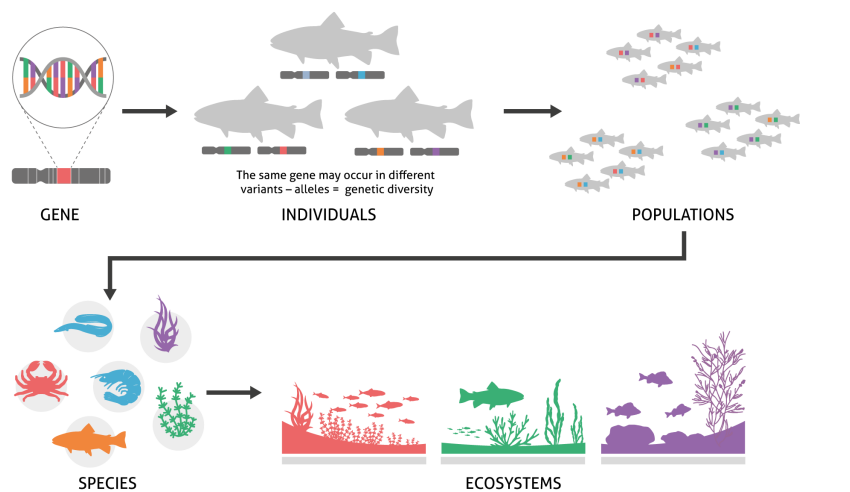 The same gene may occur in different
variants – alleles = genetic diversity
GENE
INDIVIDUALS
POPULATIONS
SPECIES
ECOSYSTEMS